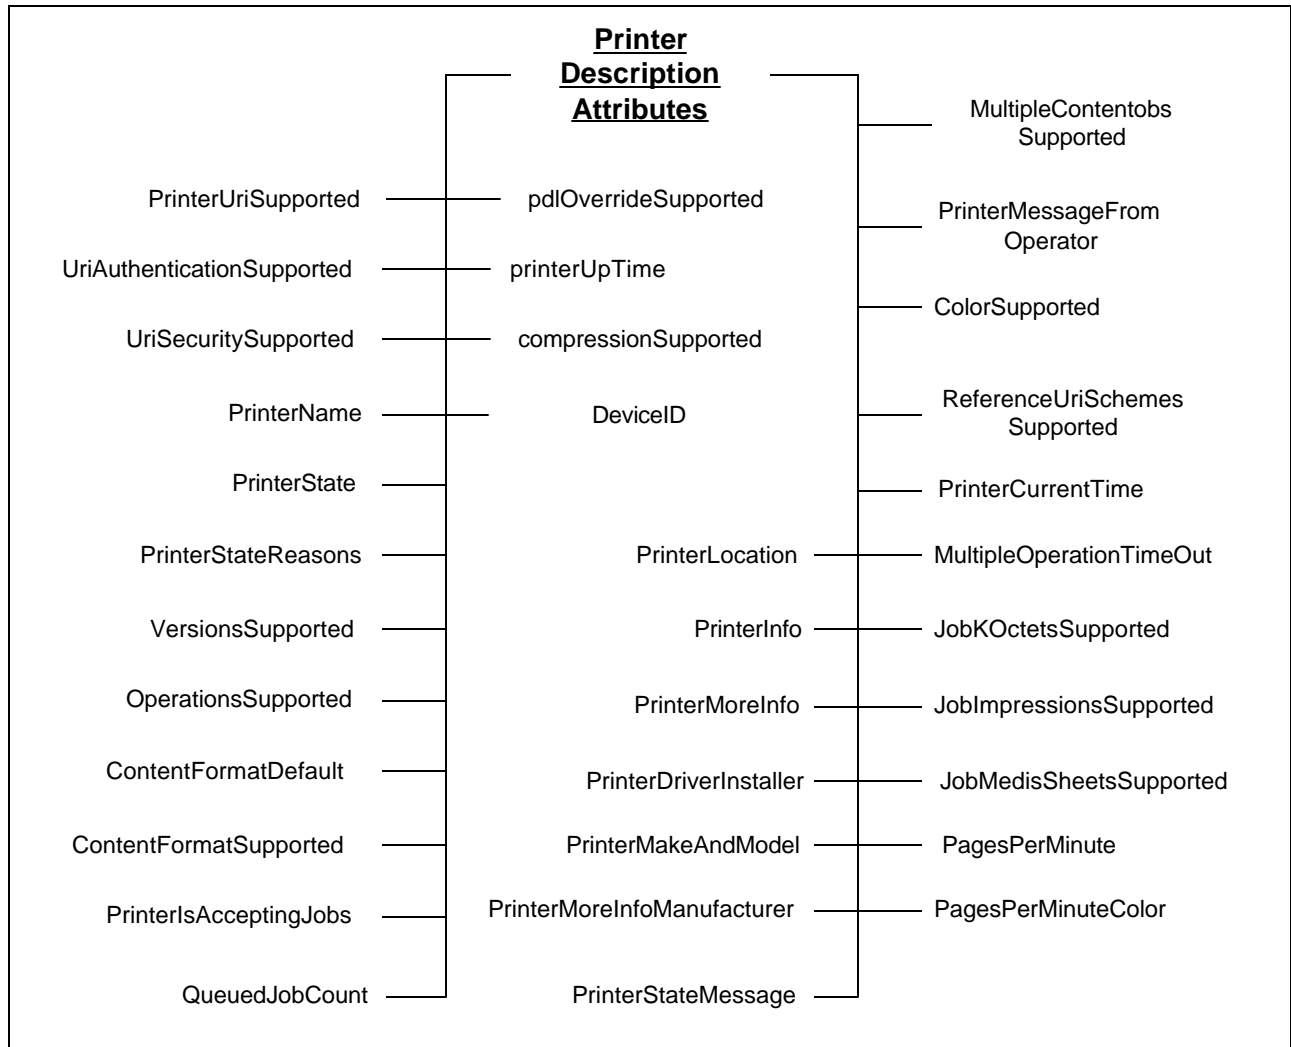 Printer
Description
Attributes
MultipleContentobs
Supported
PrinterUriSupported
pdlOverrideSupported
PrinterMessageFrom
Operator
UriAuthenticationSupported
printerUpTime
ColorSupported
UriSecuritySupported
compressionSupported
PrinterName
DeviceID
ReferenceUriSchemes
Supported
PrinterState
PrinterCurrentTime
PrinterStateReasons
PrinterLocation
MultipleOperationTimeOut
VersionsSupported
PrinterInfo
JobKOctetsSupported
OperationsSupported
PrinterMoreInfo
JobImpressionsSupported
ContentFormatDefault
PrinterDriverInstaller
JobMedisSheetsSupported
ContentFormatSupported
PrinterMakeAndModel
PagesPerMinute
PrinterIsAcceptingJobs
PrinterMoreInfoManufacturer
PagesPerMinuteColor
QueuedJobCount
PrinterStateMessage